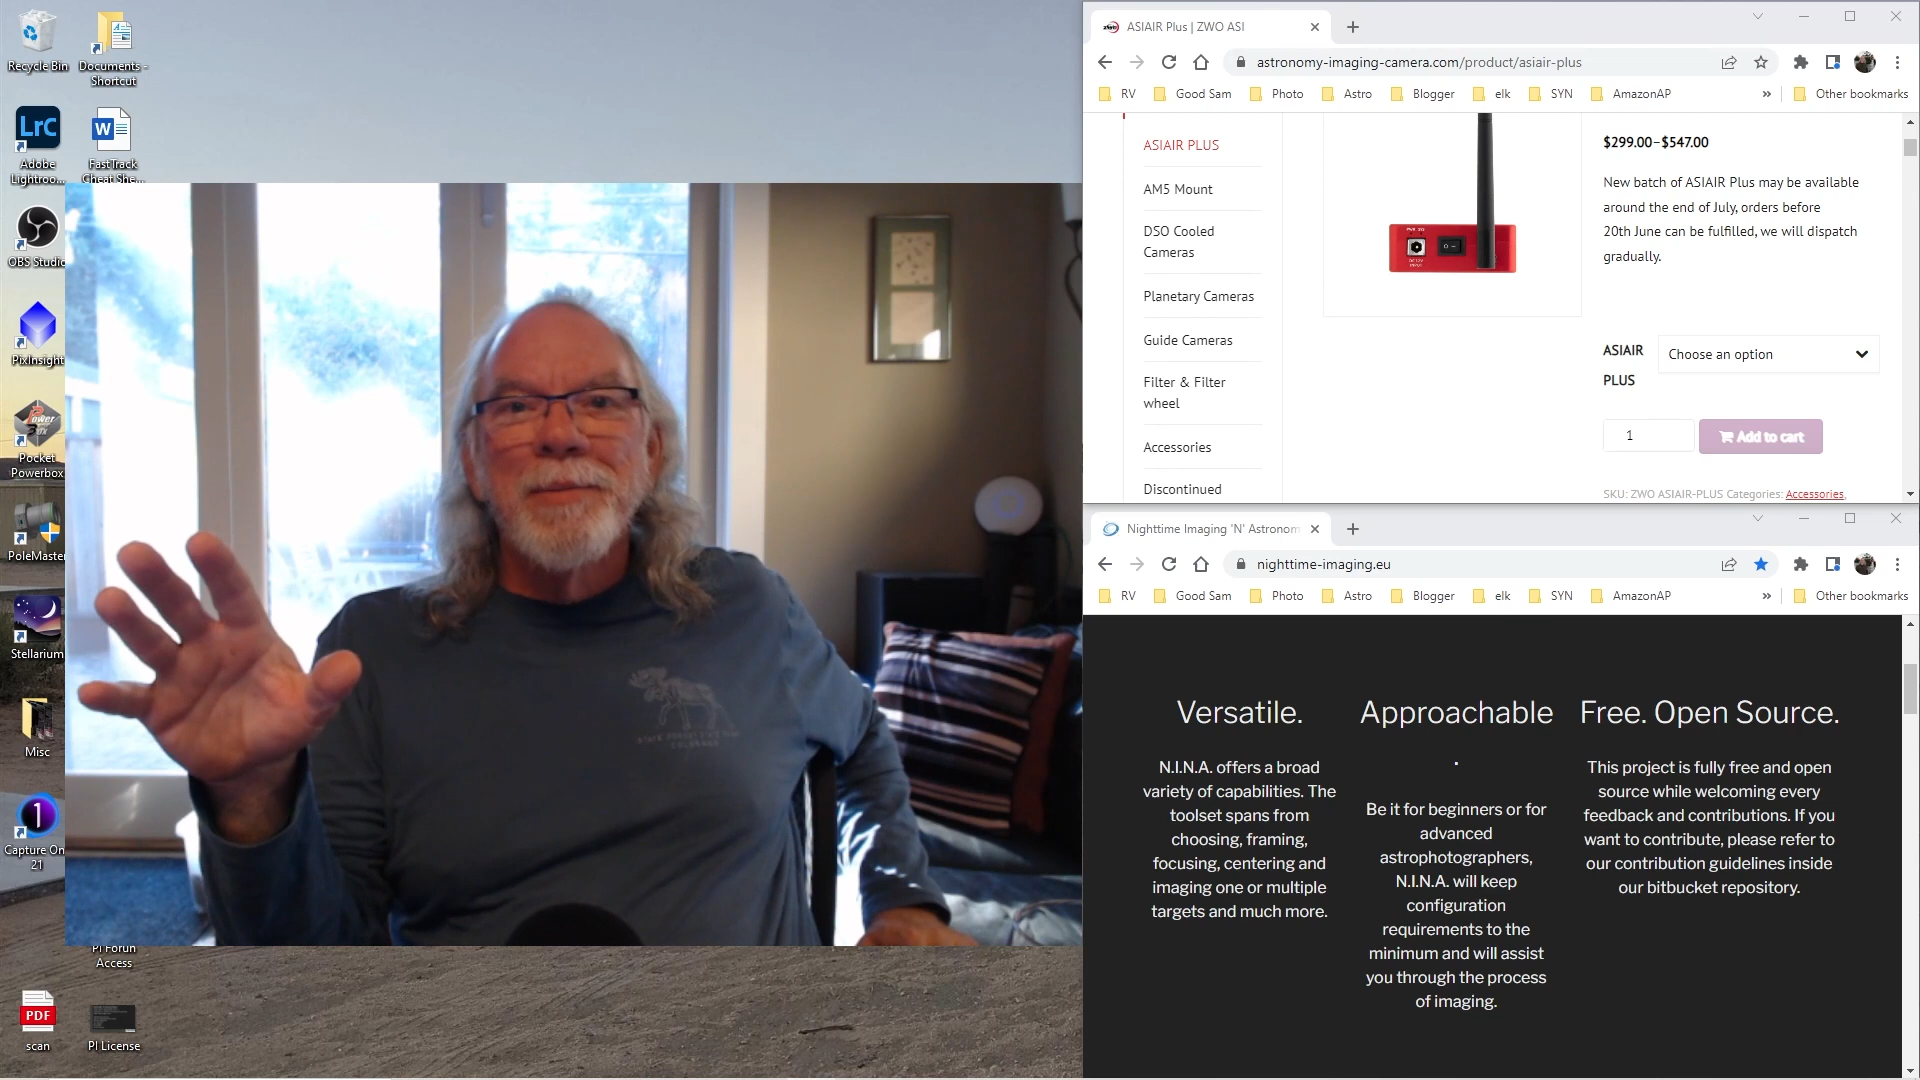 Recycle Bin
Documents -
Shortcut
LrC
Adobe
Lightroo...
FastTrack
Cheat She...
OBS Studio
PixInsight
Pocket
Powerbox
PoleMaster
Stellarium
Misc
Capture On
21
PI Forun
Access
PDF
scan
PI License
STATE FOREST STATE PARK
COLORADO
ASIAIR Plus | ZWO ASI
astronomy-imaging-camera.com/product/asiair-plus
RV
Good Sam
Photo
Astro
Blogger
elk
SYN
AmazonAP
»
Other bookmarks
ASIAIR PLUS
AM5 Mount
DSO Cooled
Cameras
Planetary Cameras
Guide Cameras
Filter & Filter
wheel
Accessories
Discontinued
$299.00–$547.00
New batch of ASIAIR Plus may be available
around the end of July, orders before
20th June can be fulfilled, we will dispatch
gradually.
ASIAIR
PLUS
Choose an option
1
Add to cart
SKU: ZWO ASIAIR-PLUS Categories: Accessories,
Nighttime Imaging 'N' Astronom
nighttime-imaging.eu
RV
Good Sam
Photo
Astro
Blogger
elk
SYN
AmazonAP
»
Other bookmarks
Versatile.
N.I.N.A. offers a broad
variety of capabilities. The
toolset spans from
choosing, framing,
focusing, centering and
imaging one or multiple
targets and much more.
Approachable
.
Be it for beginners or for
advanced
astrophotographers,
N.I.N.A. will keep
configuration
requirements to the
minimum and will assist
you through the process
of imaging.
Free. Open Source.
This project is fully free and open
source while welcoming every
feedback and contributions. If you
want to contribute, please refer to
our contribution guidelines inside
our bitbucket repository.